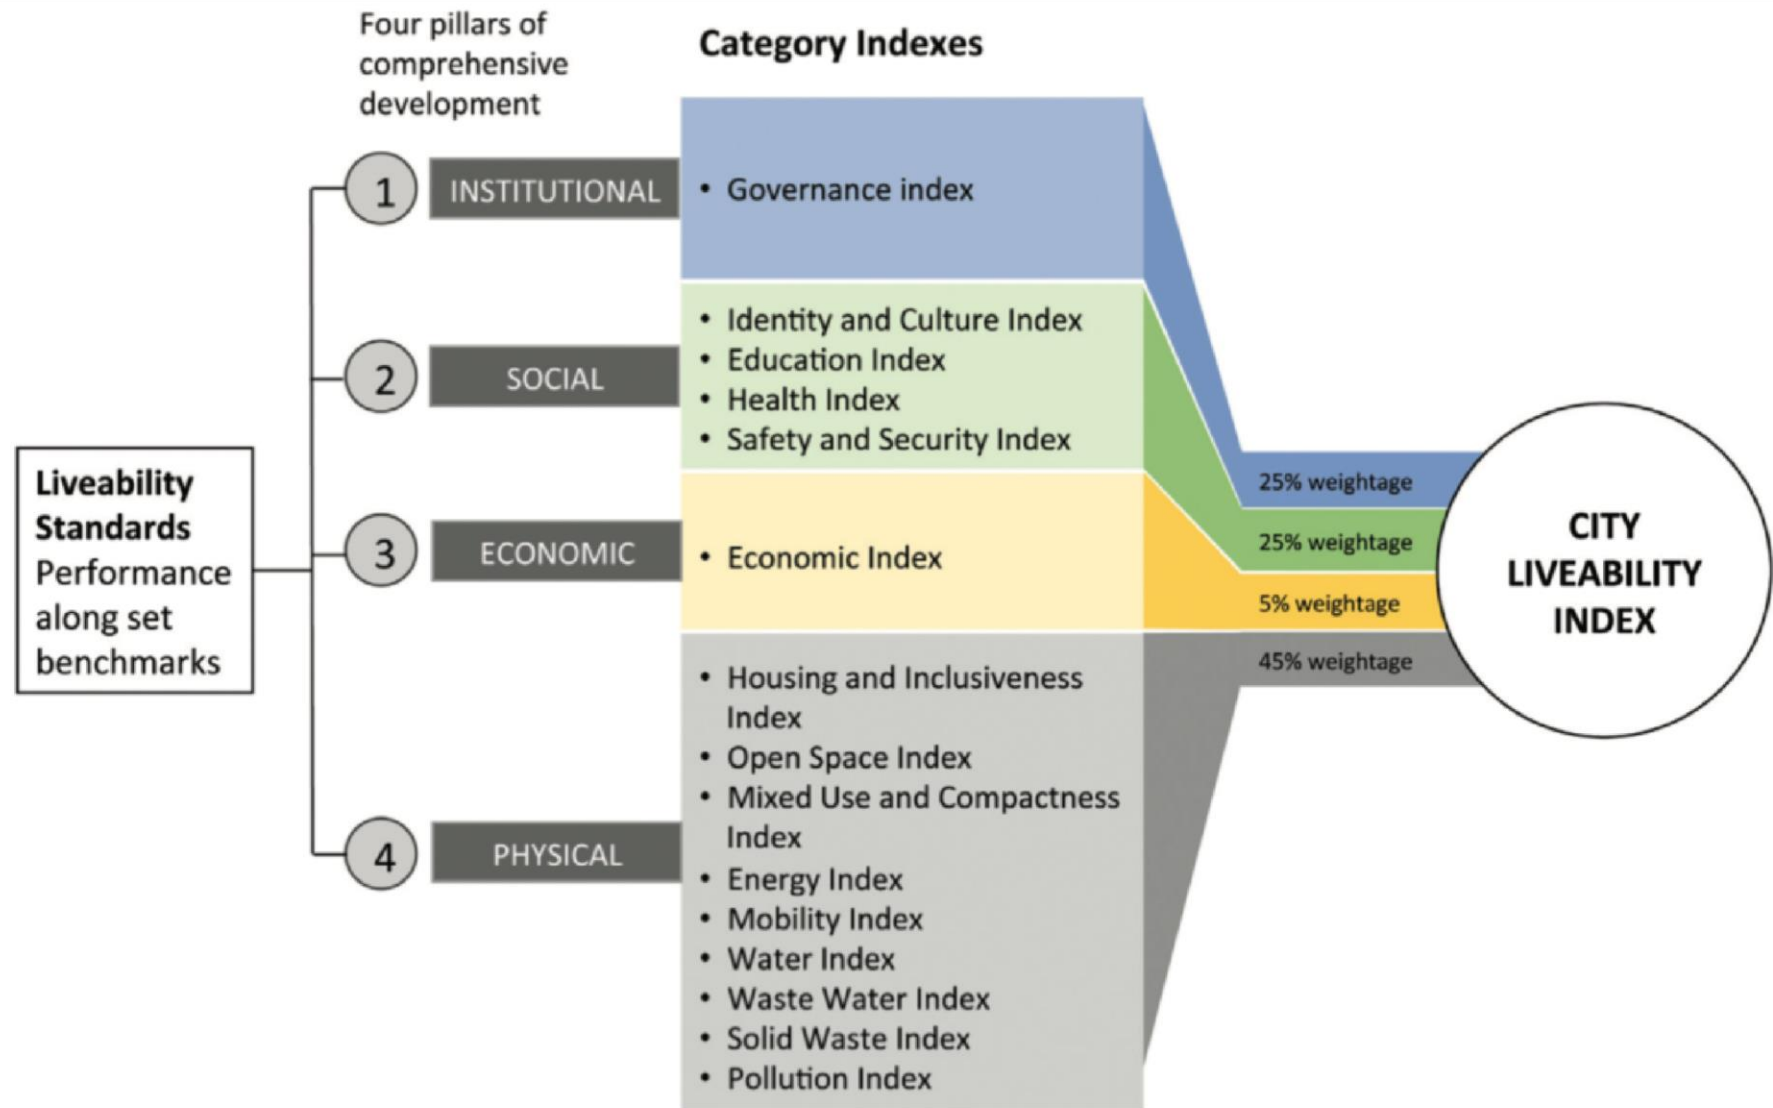 Four pillars of
comprehensive
development
Category Indexes
1
INSTITUTIONAL
• Governance index
2
SOCIAL
• Identity and Culture Index
• Education Index
• Health Index
• Safety and Security Index
Liveability
Standards
Performance
along set
benchmarks
3
ECONOMIC
• Economic Index
4
PHYSICAL
• Housing and Inclusiveness
Index
• Open Space Index
• Mixed Use and Compactness
Index
• Energy Index
• Mobility Index
• Water Index
• Waste Water Index
• Solid Waste Index
• Pollution Index
25% weightage
25% weightage
5% weightage
45% weightage
CITY
LIVEABILITY
INDEX